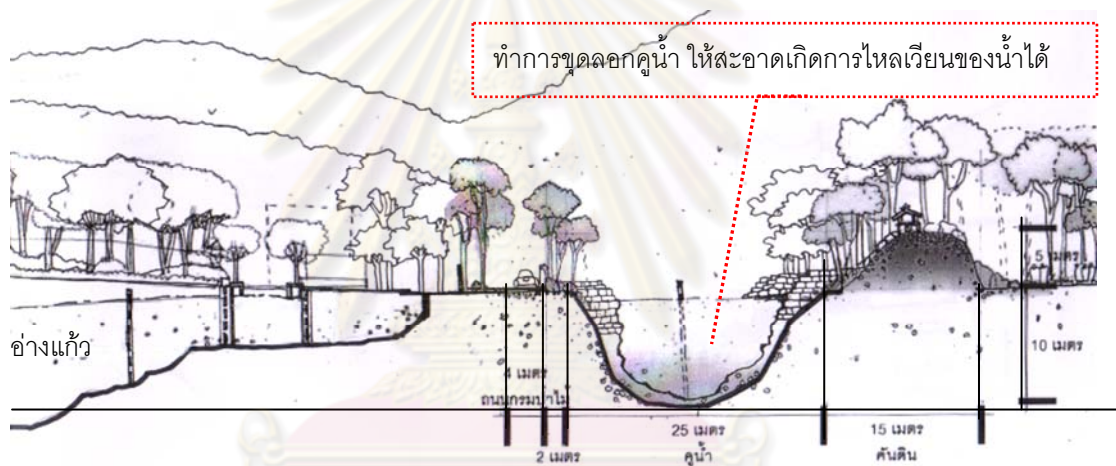 ทำการขุดลอกคูน้ำ ให้สะอาดเกิดการไหลเวียนของน้ำได้
5 เมตร
อ่างแก้ว
10 เมตร
4 เมตร
ถนนกรมป่าไม้
25 เมตร
15 เมตร
2 เมตร
คูน้ำ
คันดิน